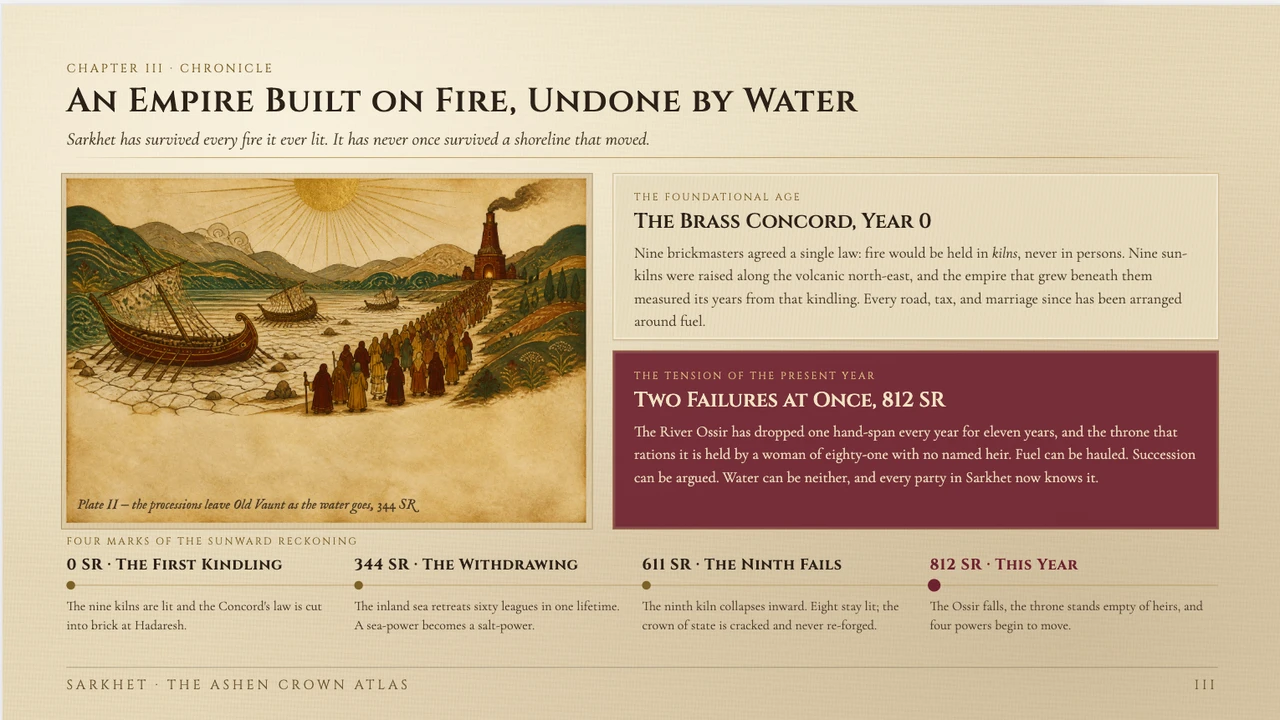 CHAPTER III · CHRONICLE
An Empire Built on Fire, Undone by Water
Sarkhet has survived every fire it ever lit. It has never once survived a shoreline that moved.
Plate II – the processions leave Old Vaunt as the water goes, 344 SR
THE FOUNDATIONAL AGE
The Brass Concord, Year 0
Nine brickmasters agreed a single law: fire would be held in kilns, never in persons. Nine sun-
kilns were raised along the volcanic north-east, and the empire that grew beneath them
measured its years from that kindling. Every road, tax, and marriage since has been arranged
around fuel.
THE TENSION OF THE PRESENT YEAR
Two Failures at Once, 812 SR
The River Ossir has dropped one hand-span every year for eleven years, and the throne that
rations it is held by a woman of eighty-one with no named heir. Fuel can be hauled. Succession
can be argued. Water can be neither, and every party in Sarkhet now knows it.
FOUR MARKS OF THE SUNWARD RECKONING
0 SR · The First Kindling
The nine kilns are lit and the Concord's law is cut
into brick at Hadaresh.
344 SR · The Withdrawing
The inland sea retreats sixty leagues in one lifetime.
A sea-power becomes a salt-power.
611 SR · The Ninth Fails
The ninth kiln collapses inward. Eight stay lit; the
crown of state is cracked and never re-forged.
812 SR · This Year
The Ossir falls, the throne stands empty of heirs, and
four powers begin to move.
SARKHET · THE ASHEN CROWN ATLAS
III